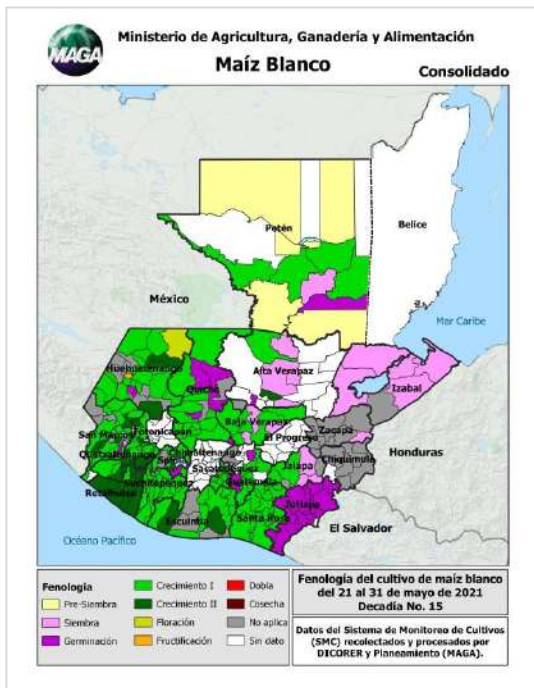 MAGA
Ministerio de Agricultura, Ganadería y Alimentación
Maíz Blanco
Consolidado
Petén
Belice
México
Mar Caribe
Huehuetenango
Quiché
Alta Verapaz
Izabal
Baja Verapaz
Zacapa
San Marcos
Totonicapán
El Progreso
Honduras
Quetzaltenango
Sololá
Chimaltenango
Chiquimula
Sacatepéquez
Guatemala
Jalapa
Retalhuleu
Suchitepéquez
Jutiapa
Escuintla
Santa Rosa
El Salvador
Océano Pacífico
Fenología
Pre-Siembra
Siembra
Germinación
Crecimiento I
Crecimiento II
Floración
Fructificación
Dobla
Cosecha
No aplica
Sin dato
Fenología del cultivo de maíz blanco
del 21 al 31 de mayo de 2021
Decadía No. 15
Datos del Sistema de Monitoreo de Cultivos
(SMC) recolectados y procesados por
DICORER y Planeamiento (MAGA).